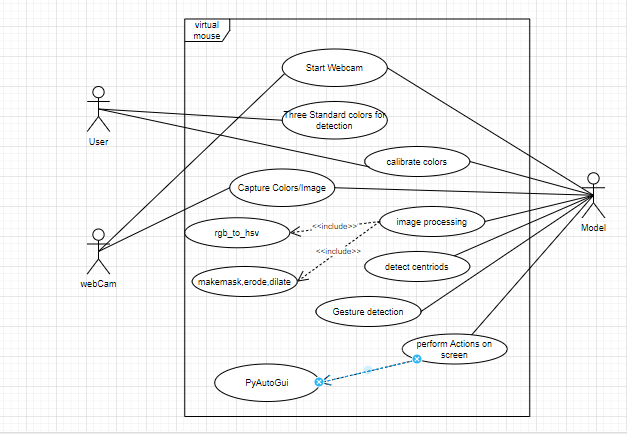 virtual
mouse
Start Webcam
Three Standard colors for
detection
User
calibrate colors
Capture Colors/Image
Model
<<include>>
image processing
rgb_to_hsv
<<include>>
webCam
makemask,erode,dilate
detect centriods
Gesture detection
perform Actions on
screen
PyAutoGui